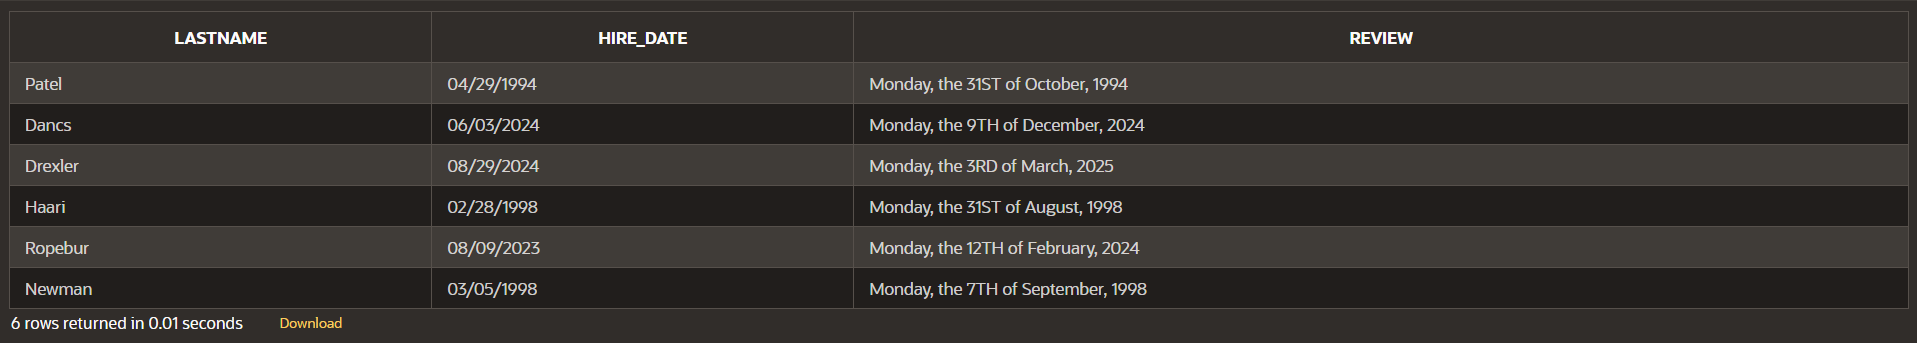 LASTNAME HIRE_DATE REVIEW
Patel 04/29/1994 Monday, the 31ST of October, 1994
Dancs 06/03/2024 Monday, the 9TH of December, 2024
Drexler 08/29/2024 Monday, the 3RD of March, 2025
Haari 02/28/1998 Monday, the 31ST of August, 1998
Ropebur 08/09/2023 Monday, the 12TH of February, 2024
Newman 03/05/1998 Monday, the 7TH of September, 1998
6 rows returned in 0.01 seconds Download